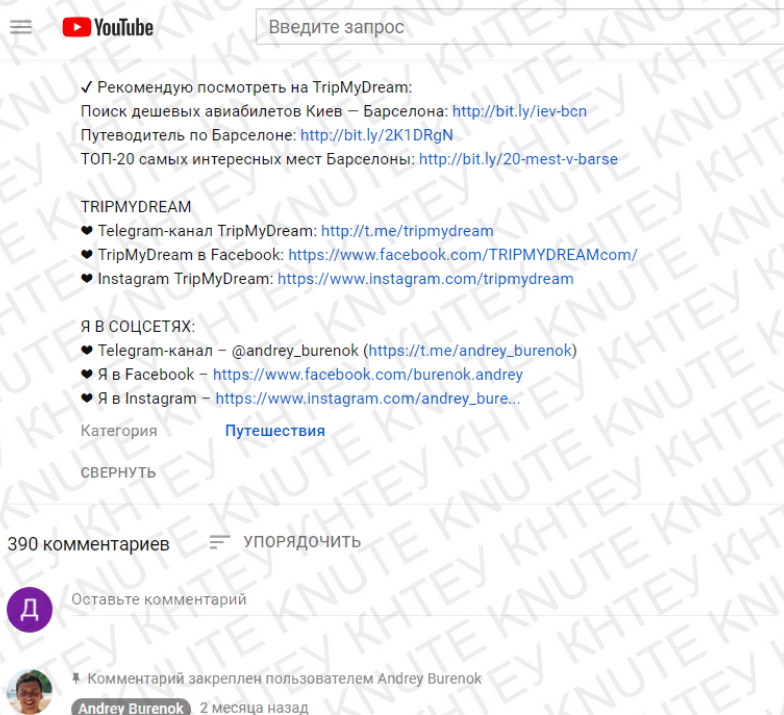 YouTube
Введите запрос
✓ Рекомендую посмотреть на TripMyDream:
Поиск дешевых авиабилетов Киев — Барселона: http://bit.ly/iev-bcn
Путеводитель по Барселоне: http://bit.ly/2K1DRgN
ТОП-20 самых интересных мест Барселоны: http://bit.ly/20-mest-v-barse
TRIPMYDREAM
❤ Telegram-канал TripMyDream: http://t.me/tripmydream
❤ TripMyDream в Facebook: https://www.facebook.com/TRIPMYDREAMcom/
❤ Instagram TripMyDream: https://www.instagram.com/tripmydream
Я В СОЦСЕТЯХ:
❤ Telegram-канал – @andrey_burenok (https://t.me/andrey_burenok)
❤ Я в Facebook – https://www.facebook.com/burenok.andrey
❤ Я в Instagram – https://www.instagram.com/andrey_bure...
Категория Путешествия
СВЕРНУТЬ
390 комментариев УПОРЯДОЧИТЬ
Д Оставьте комментарий
Комментарий закреплен пользователем Andrey Burenok
Andrey Burenok 2 месяца назад
KNUTE КНТЕУ